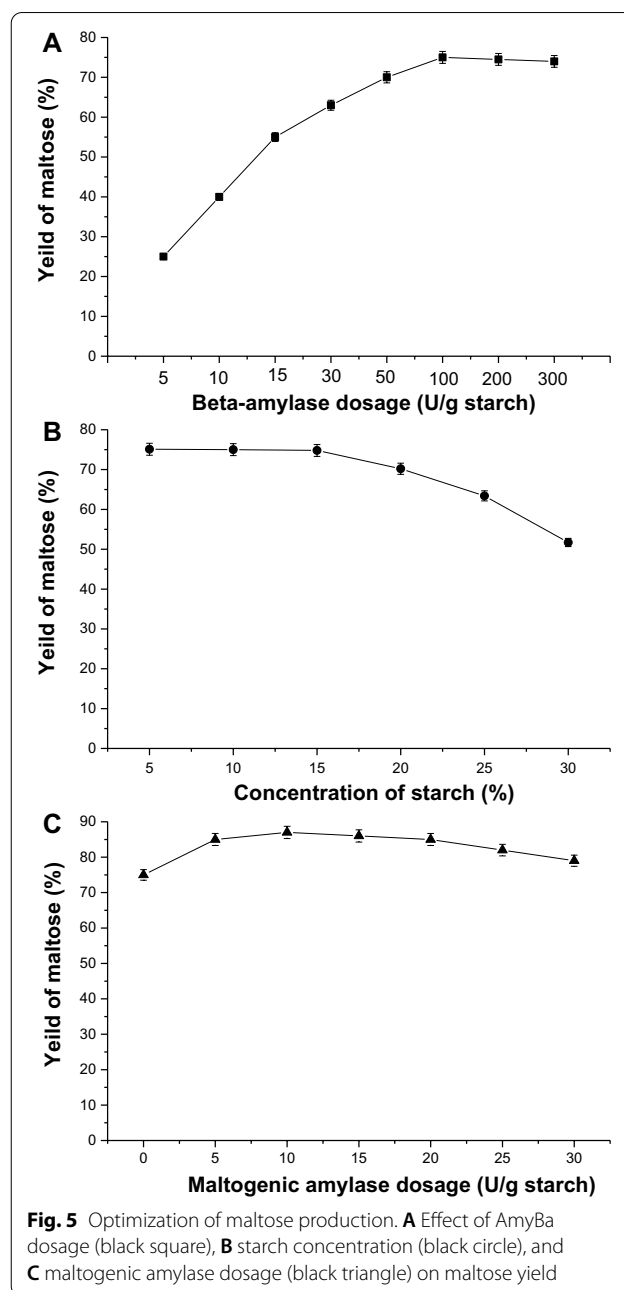 A
80
70
60
50
40
30
20
10
0
Yeild of maltose (%)
5 10 15 30 50 100 200 300
Beta-amylase dosage (U/g starch)
B
80
70
60
50
40
30
20
10
0
Yeild of maltose (%)
5 10 15 20 25 30
Concentration of starch (%)
C
90
80
70
60
50
40
30
20
10
0
Yeild of maltose (%)
0 5 10 15 20 25 30
Maltogenic amylase dosage (U/g starch)
Fig. 5 Optimization of maltose production. A Effect of AmyBa
dosage (black square), B starch concentration (black circle), and
C maltogenic amylase dosage (black triangle) on maltose yield